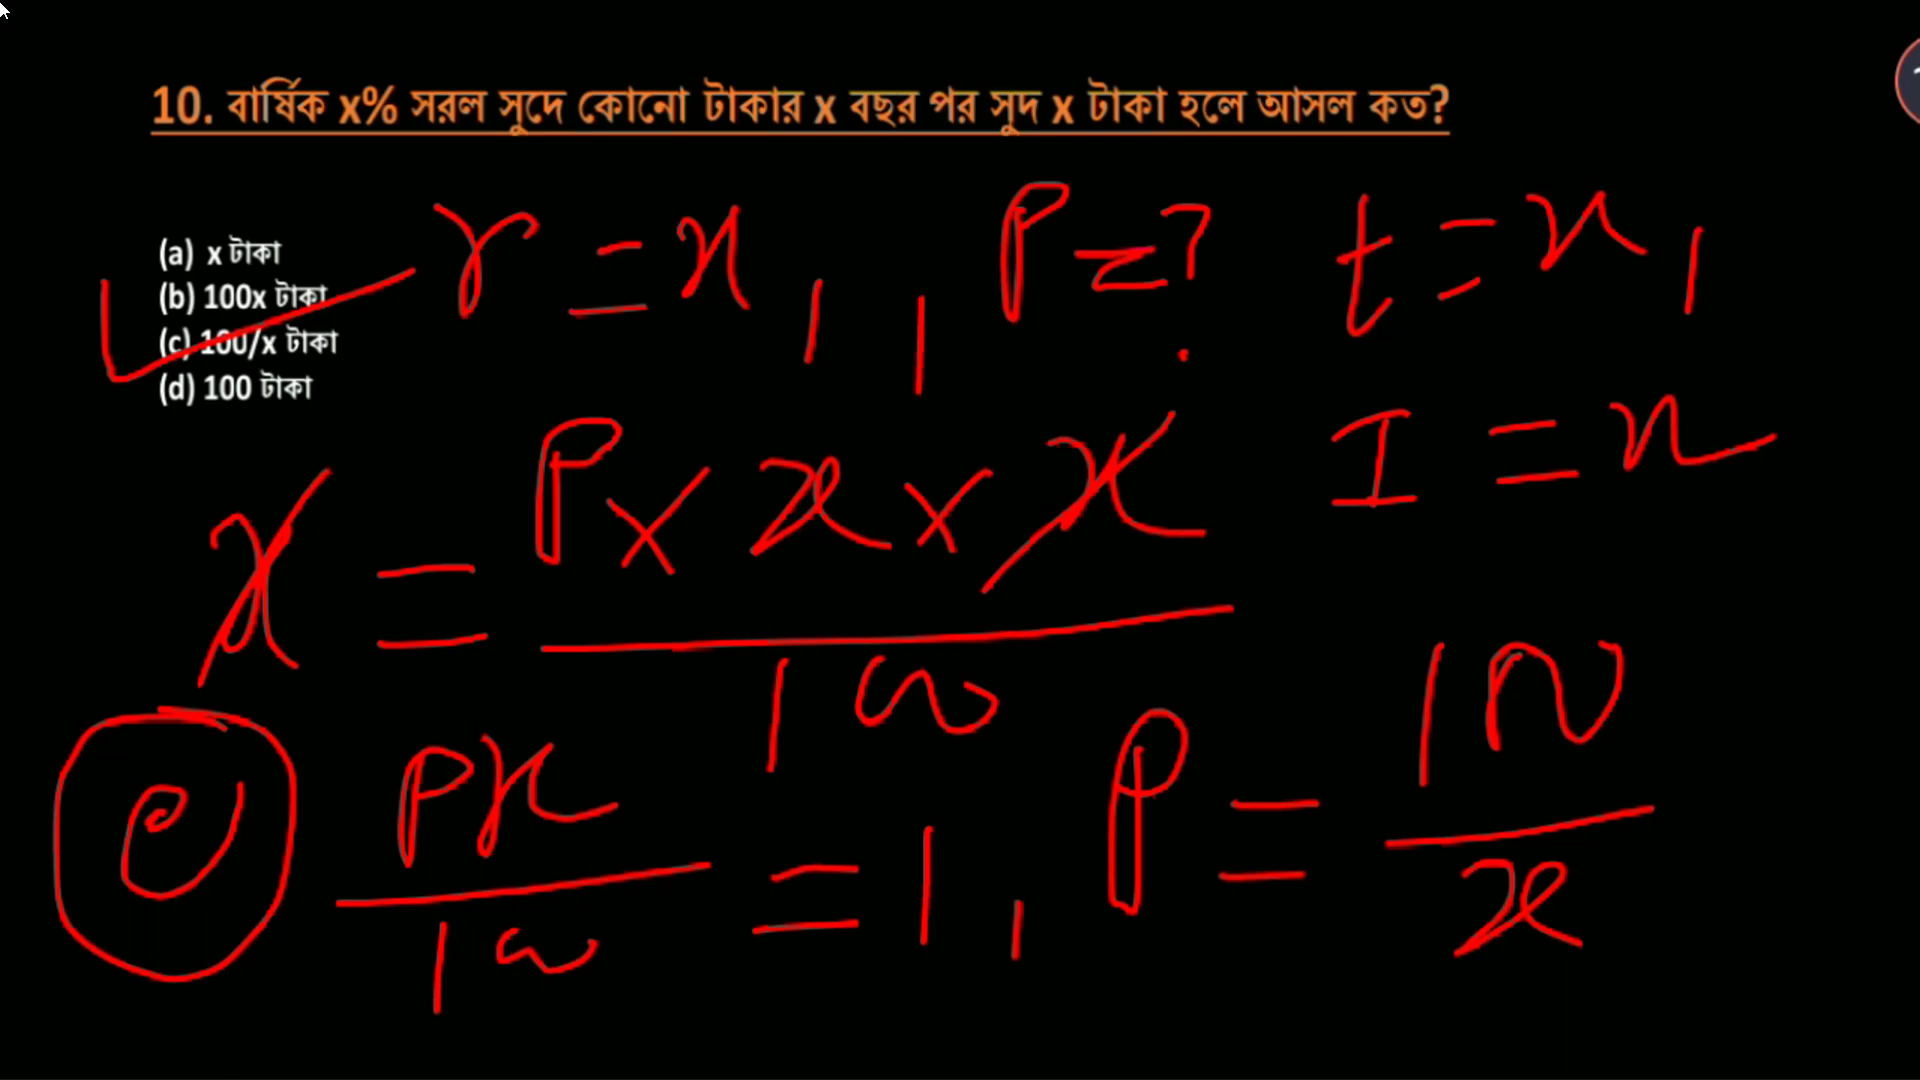 10. বার্ষিক x% সরল সুদে কোনো টাকার x বছর পর সুদ x টাকা হলে আসল কত?
(a) x টাকা
(b) 100x টাকা
(c) 100/x টাকা
(d) 100 টাকা
r = x, , P = ? t = x,
I = x
x = P × x × x / 100
Px / 100 = 1, P = 100 / x